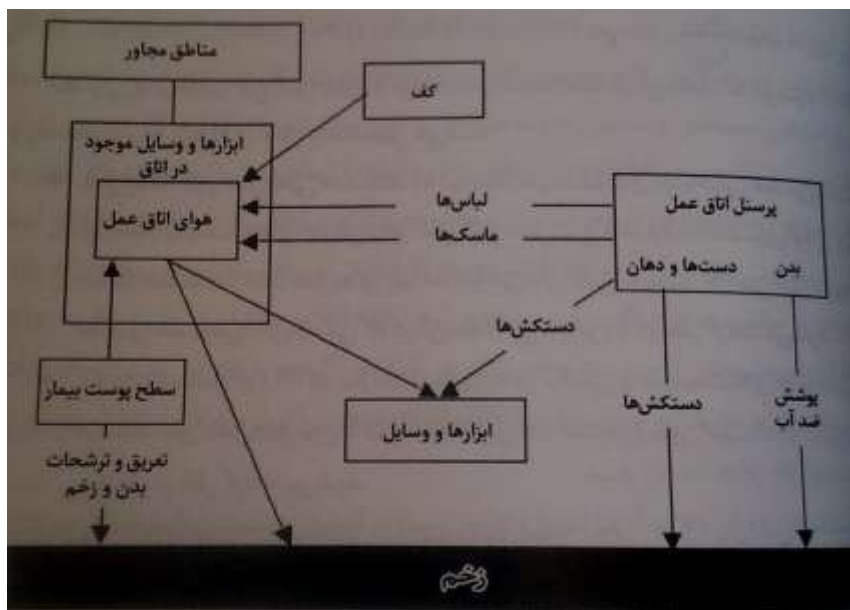 مناطق مجاور
کف
ابزارها و وسایل موجود
در اتاق
هوای اتاق عمل
لباس‌ها
ماسک‌ها
پرسنل اتاق عمل
دست‌ها و دهان
بدن
دستکش‌ها
سطح پوست بیمار
ابزارها و وسایل
دستکش‌ها
پوشش
ضد آب
تعریق و ترشحات
بدن و زخم
زخم